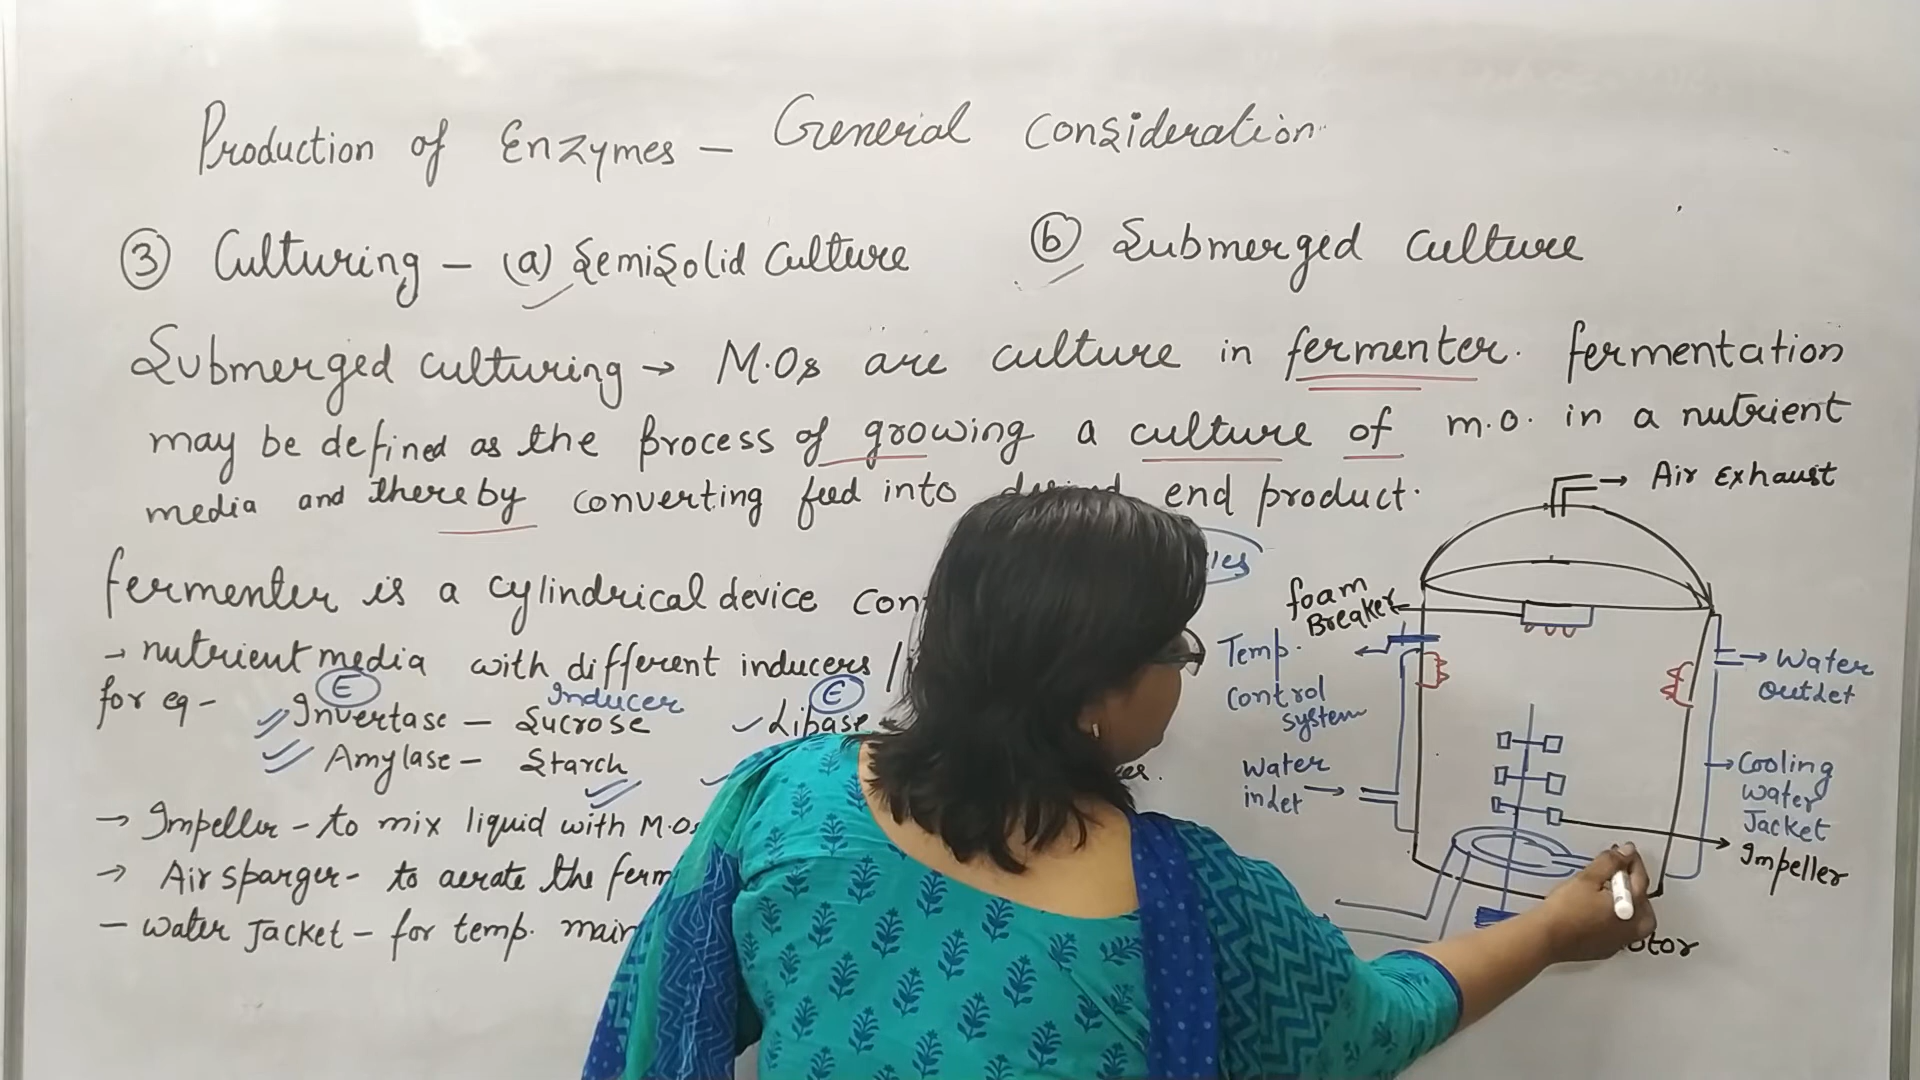 Production of Enzymes - General Consideration
③ Culturing - (a) Semisolid Culture ⓑ Submerged Culture
Submerged culturing → M.Os are culture in fermenter. fermentation
may be defined as the process of growing a culture of m.o. in a nutrient
media and thereby converting feed into end product.
fermenter is a cylindrical device
→ nutrient media with different inducers /
for eg -
Ⓔ Inducer Ⓔ
Invertase - Sucrose Lipase
Amylase - Starch
→ Impeller - to mix liquid with M.Os
→ Air sparger - to aerate the
- Water Jacket - for temp.
→ Air Exhaust
foam
Breaker
Temp.
control
system
Water
inlet →
→ Water
outlet
→ Cooling
Water
Jacket
Impeller